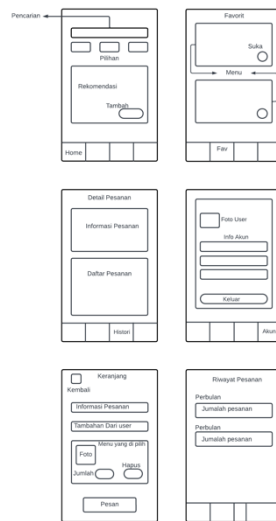 Pencarian
Pilihan
Rekomendasi
Tambah
Home
Favorit
Suka
Menu
Fav
Detail Pesanan
Informasi Pesanan
Daftar Pesanan
Histori
Foto User
Info Akun
Keluar
Akun
Keranjang
Kembali
Informasi Pesanan
Tambahan Dari user
Menu yang di pilih
Foto
Hapus
Jumlah
Pesan
Riwayat Pesanan
Perbulan
Jumalah pesanan
Perbulan
Jumalah pesanan